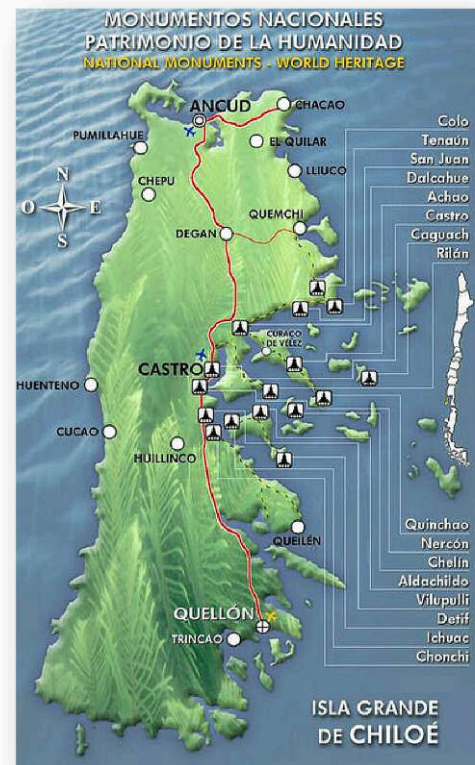 MONUMENTOS NACIONALES
PATRIMONIO DE LA HUMANIDAD
NATIONAL MONUMENTS - WORLD HERITAGE
ANCUD
CHACAO
PUMILLAHUE
EL QUILAR
LLIUCO
CHEPU
QUEMCHI
DEGAN
N
O E
S
Colo
Tenaún
San Juan
Dalcahue
Achao
Castro
Caguach
Rilán
CURACO
DE VÉLEZ
CASTRO
HUENTENO
CUCAO
HUILLINCO
QUEILÉN
QUELLÓN
TRINCAO
Quinchao
Nercón
Chelín
Aldachildo
Vilupulli
Detif
Ichuac
Chonchi
ISLA GRANDE
DE CHILOÉ